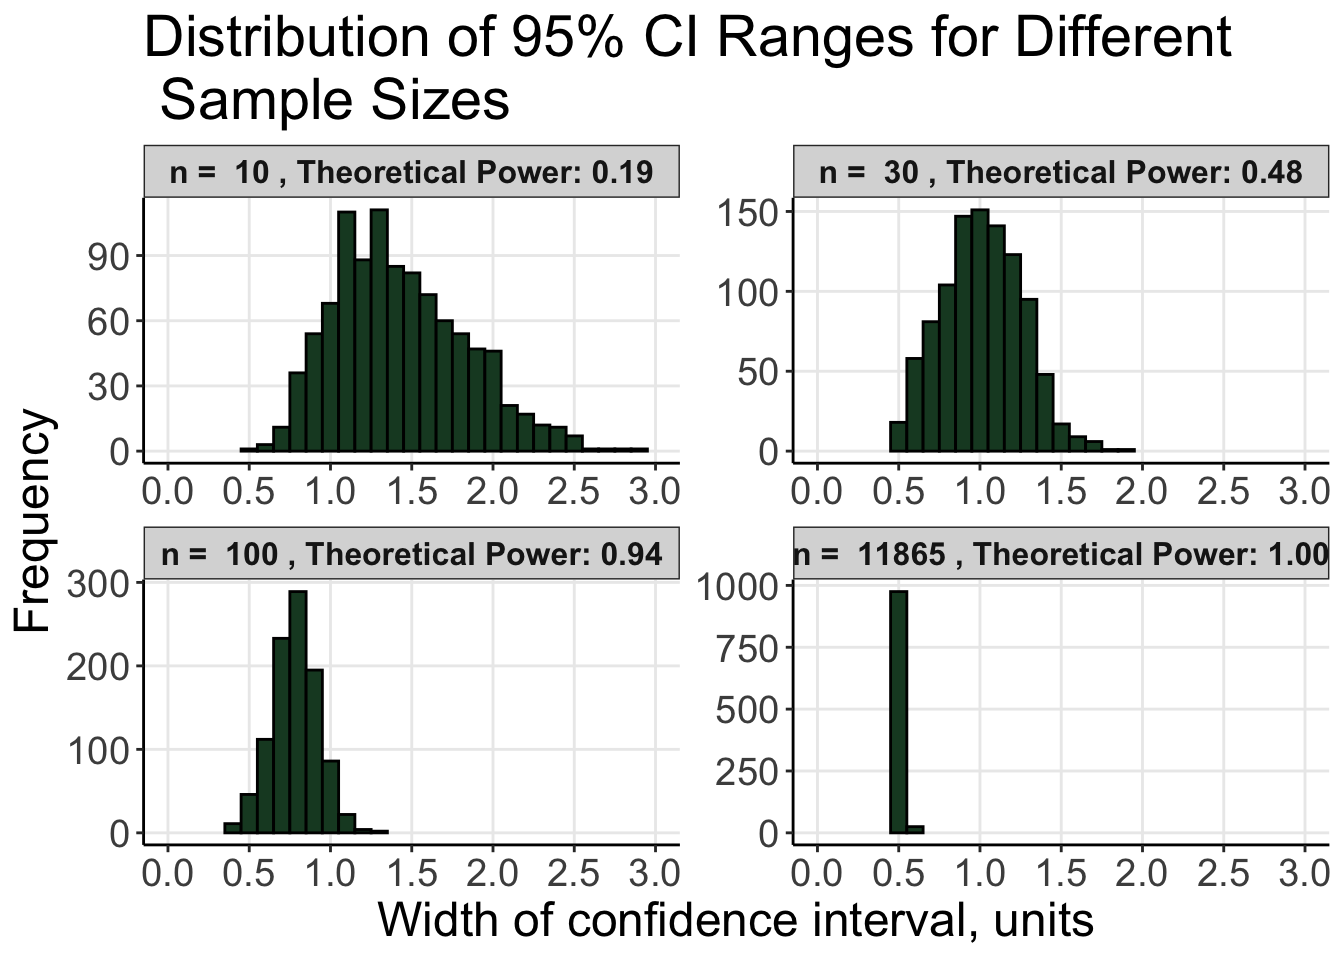 Distribution of 95% CI Ranges for Different
Sample Sizes
n =  10 , Theoretical Power: 0.19
90
60
30
0
0.0 0.5 1.0 1.5 2.0 2.5 3.0
n =  30 , Theoretical Power: 0.48
150
100
50
0
0.0 0.5 1.0 1.5 2.0 2.5 3.0
n =  100 , Theoretical Power: 0.94
300
200
100
0
0.0 0.5 1.0 1.5 2.0 2.5 3.0
n =  11865 , Theoretical Power: 1.00
1000
750
500
250
0
0.0 0.5 1.0 1.5 2.0 2.5 3.0
Frequency
Width of confidence interval, units